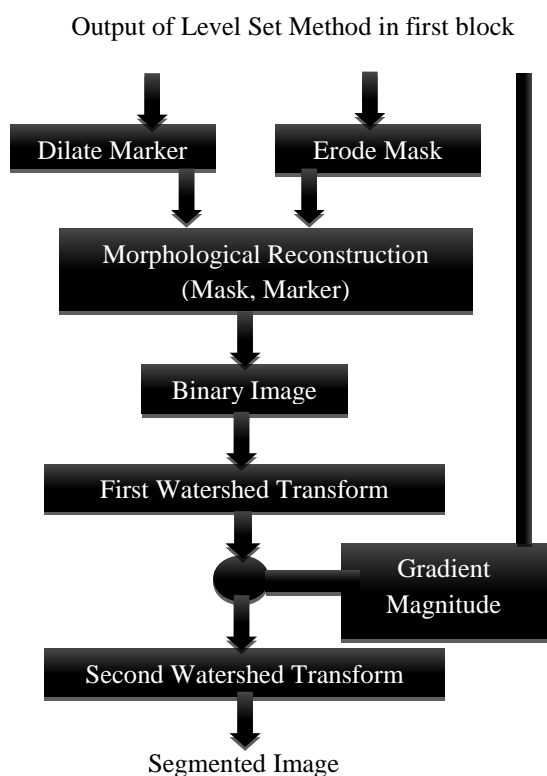 Output of Level Set Method in first block
Dilate Marker
Erode Mask
Morphological Reconstruction
(Mask, Marker)
Binary Image
First Watershed Transform
Gradient
Magnitude
Second Watershed Transform
Segmented Image